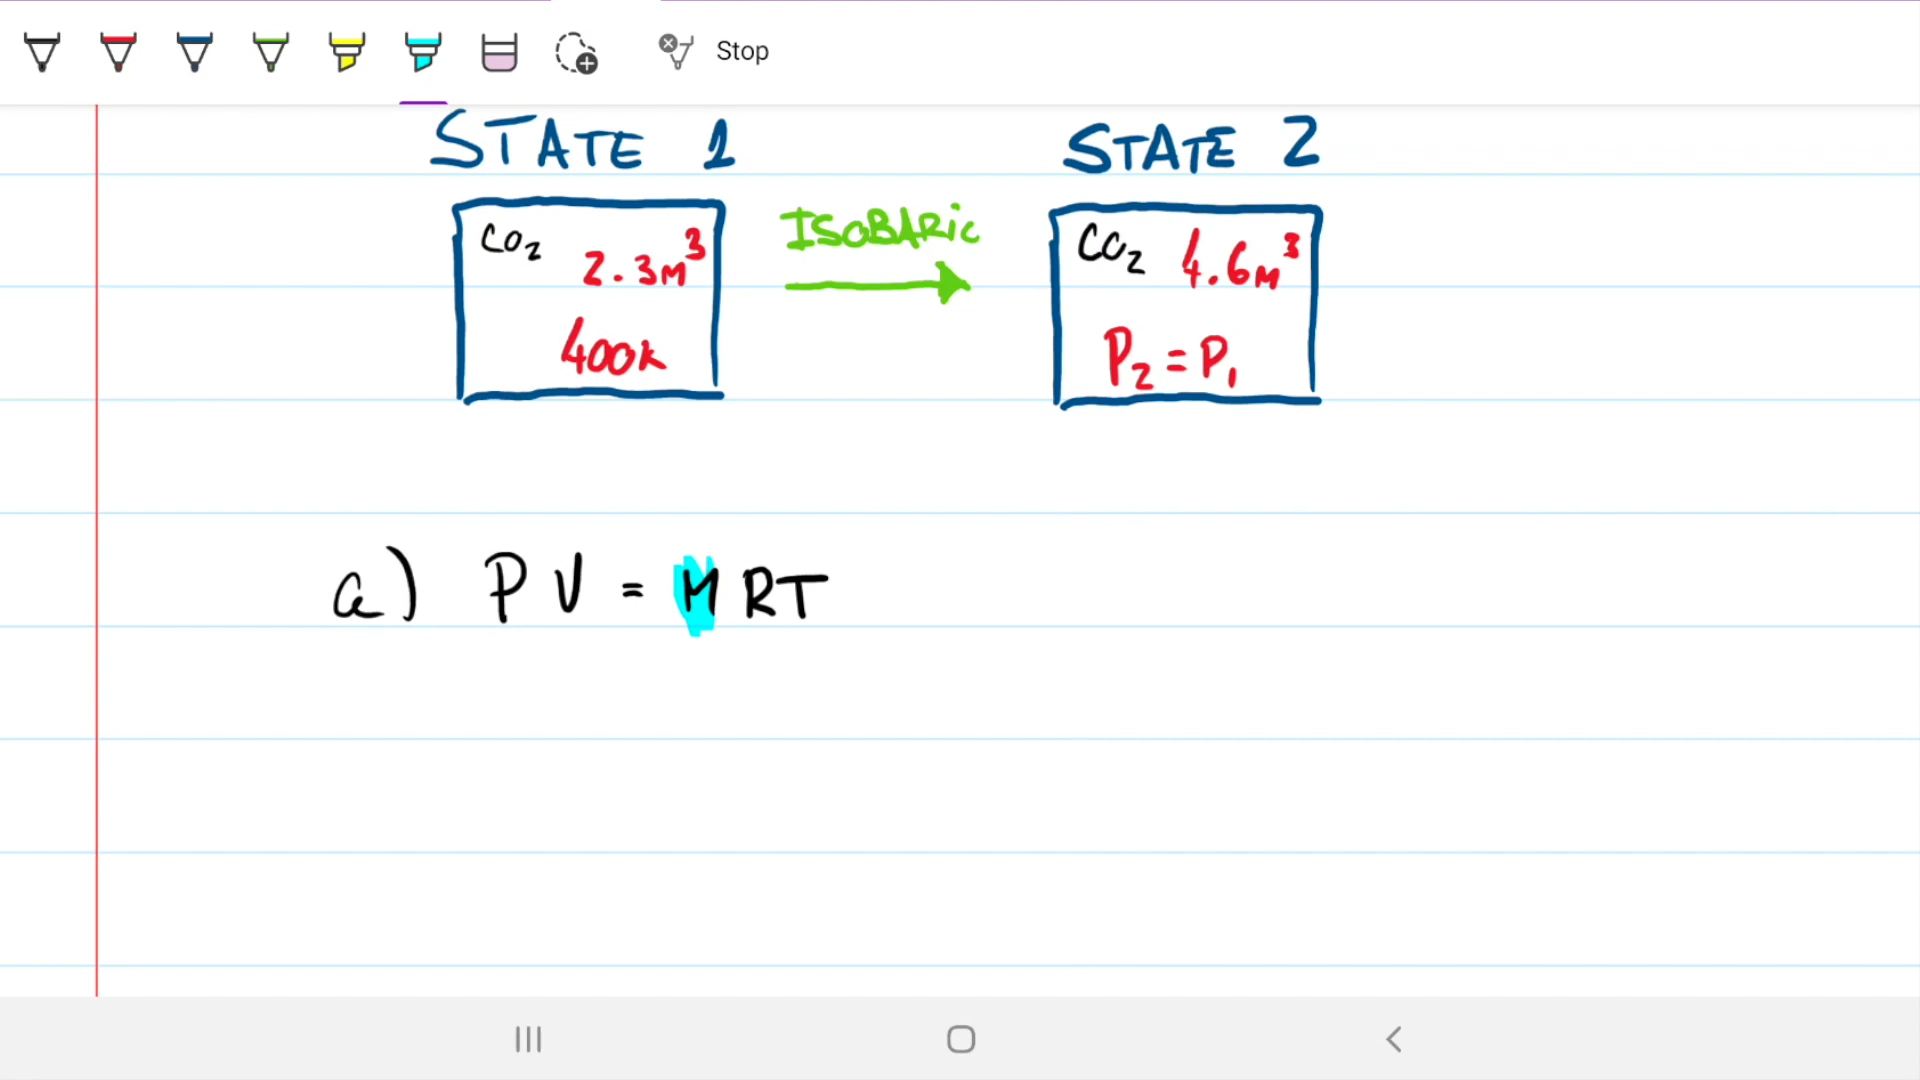 Stop
STATE 1 STATE 2
CO₂ 2.3m³ ISOBARIC CO₂ 4.6m³
400K P₂ = P₁
a) PV = MRT